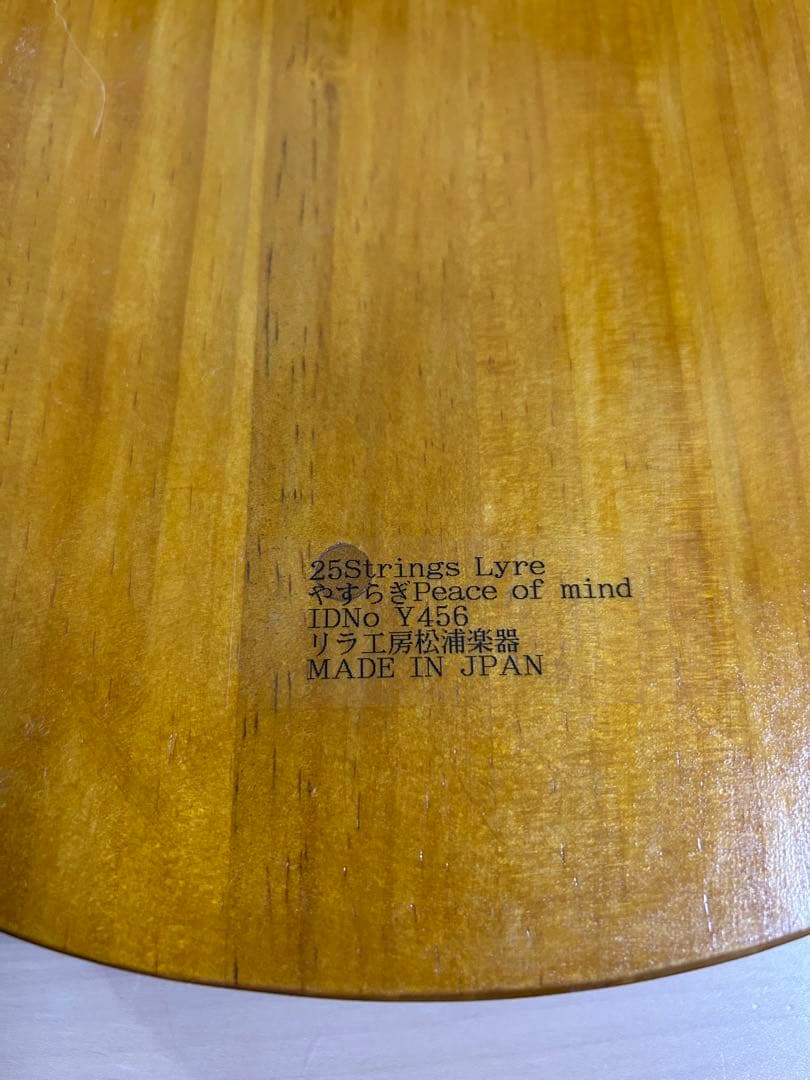 25Strings Lyre
やすらぎPeace of mind
IDNo Y456
リラ工房松浦楽器
MADE IN JPAN